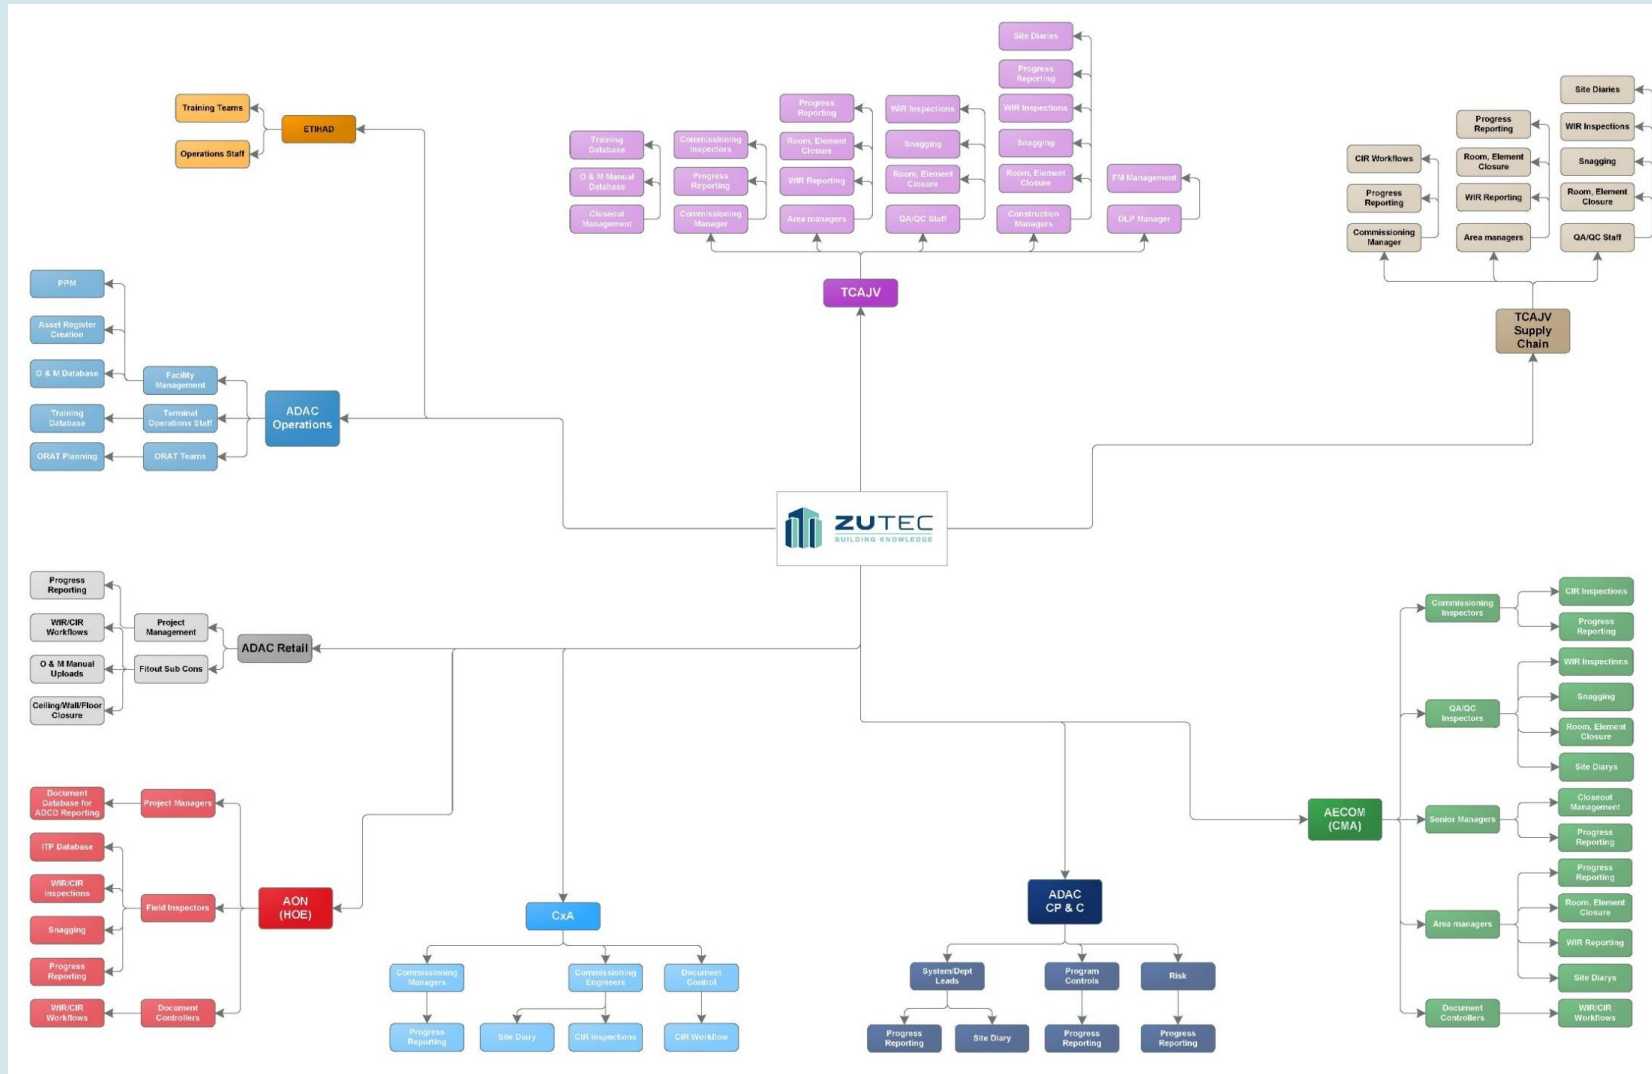 Training Teams
Operations Staff
ETIHAD
PPM
Asset Register
Creation
O & M Database
Training
Database
ORAT Planning
Facility
Management
Terminal
Operations Staff
ORAT Teams
ADAC
Operations
Training
Database
O & M Manual
Database
Closeout
Management
Commissioning
Inspectors
Progress
Reporting
Commissioning
Manager
Progress
Reporting
Room, Element
Closure
WIR Reporting
Area managers
WIR Inspections
Snagging
Room, Element
Closure
QA/QC Staff
Site Diaries
Progress
Reporting
WIR Inspections
Snagging
Room, Element
Closure
Construction
Managers
FM Management
DLP Manager
TCAJV
CIR Workflows
Progress
Reporting
Commissioning
Manager
Progress
Reporting
Room, Element
Closure
WIR Reporting
Area managers
Site Diaries
WIR Inspections
Snagging
Room, Element
Closure
QA/QC Staff
TCAJV
Supply
Chain
ZUTEC
BUILDING KNOWLEDGE
Progress
Reporting
WIR/CIR
Workflows
O & M Manual
Uploads
Ceiling/Wall/Floor
Closure
Project
Management
Fitout Sub Cons
ADAC Retail
Document
Database for
ADCD Reporting
ITP Database
WIR/CIR
Inspections
Snagging
Progress
Reporting
WIR/CIR
Workflows
Project Managers
Field Inspectors
Document
Controllers
AON
(HOE)
CxA
Commissioning
Managers
Commissioning
Engineers
Document
Control
Progress
Reporting
Site Diary
CIR Inspections
CIR Workflow
ADAC
CP & C
System/Dept
Leads
Program
Controls
Risk
Progress
Reporting
Site Diary
Progress
Reporting
Progress
Reporting
AECOM
(CMA)
Commissioning
Inspectors
CIR Inspections
Progress
Reporting
QA/QC
Inspectors
WIR Inspections
Snagging
Room, Element
Closure
Site Diarys
Senior Managers
Closeout
Management
Progress
Reporting
Area managers
Progress
Reporting
Room, Element
Closure
WIR Reporting
Site Diarys
Document
Controllers
WIR/CIR
Workflows